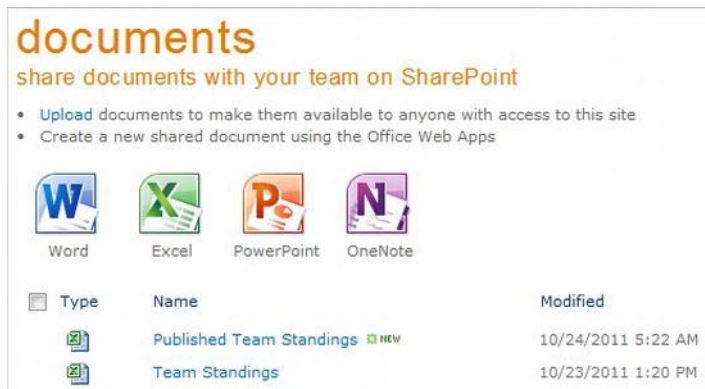 documents
share documents with your team on SharePoint
• Upload documents to make them available to anyone with access to this site
• Create a new shared document using the Office Web Apps
Word Excel PowerPoint OneNote
Type Name Modified
Published Team Standings NEW 10/24/2011 5:22 AM
Team Standings 10/23/2011 1:20 PM